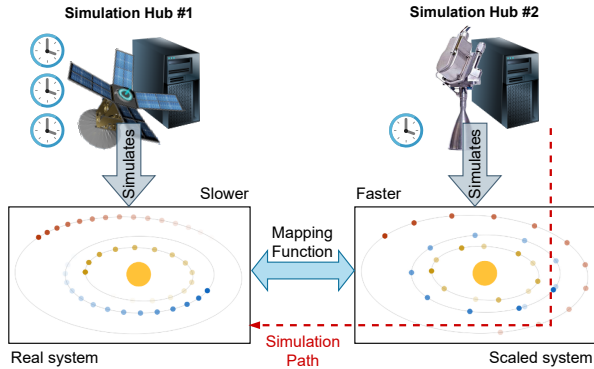 Simulation Hub #1
Simulation Hub #2
Simulates
Simulates
Slower
Faster
Mapping
Function
Simulation
Path
Real system
Scaled system